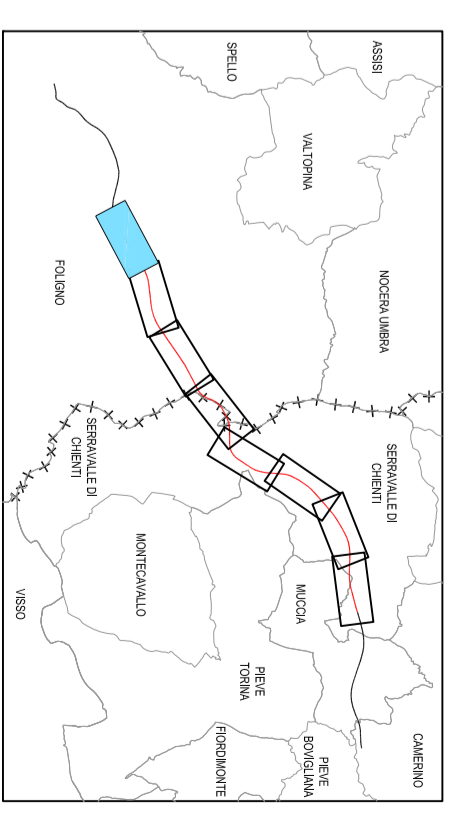 ASSISI
SPELLO
VALTOPINA
NOCERA UMBRA
FOLIGNO
SERRAVALLE DI
CHIENTI
SERRAVALLE DI
CHIENTI
MONTECAVALLO
VISSO
MUCCIA
PIEVE
TORINA
CAMERINO
PIEVE
BOVIGLIANA
FIORDIMONTE